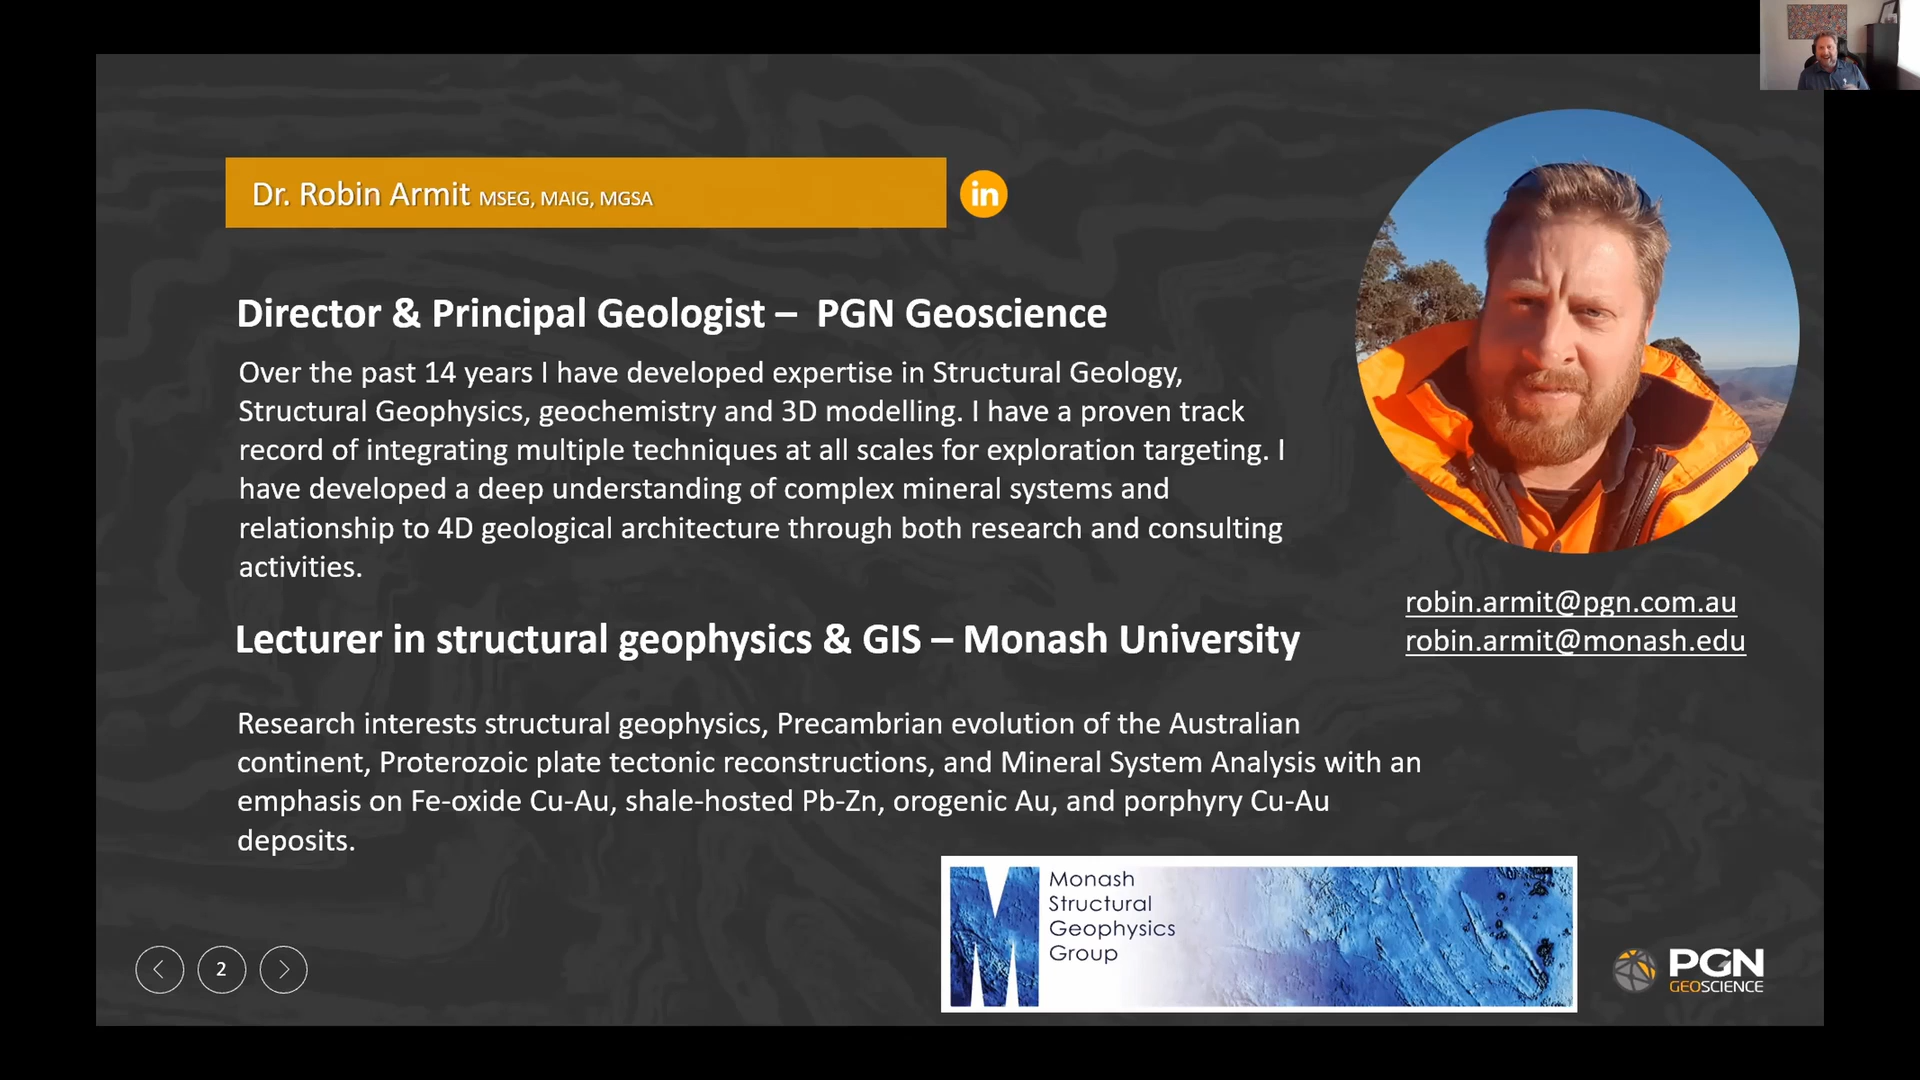 Dr. Robin Armit MSEG, MAIG, MGSA
in
Director & Principal Geologist – PGN Geoscience
Over the past 14 years I have developed expertise in Structural Geology,
Structural Geophysics, geochemistry and 3D modelling. I have a proven track
record of integrating multiple techniques at all scales for exploration targeting. I
have developed a deep understanding of complex mineral systems and
relationship to 4D geological architecture through both research and consulting
activities.
robin.armit@pgn.com.au
robin.armit@monash.edu
Lecturer in structural geophysics & GIS – Monash University
Research interests structural geophysics, Precambrian evolution of the Australian
continent, Proterozoic plate tectonic reconstructions, and Mineral System Analysis with an
emphasis on Fe-oxide Cu-Au, shale-hosted Pb-Zn, orogenic Au, and porphyry Cu-Au
deposits.
M
Monash
Structural
Geophysics
Group
2
PGN
GEOSCIENCE